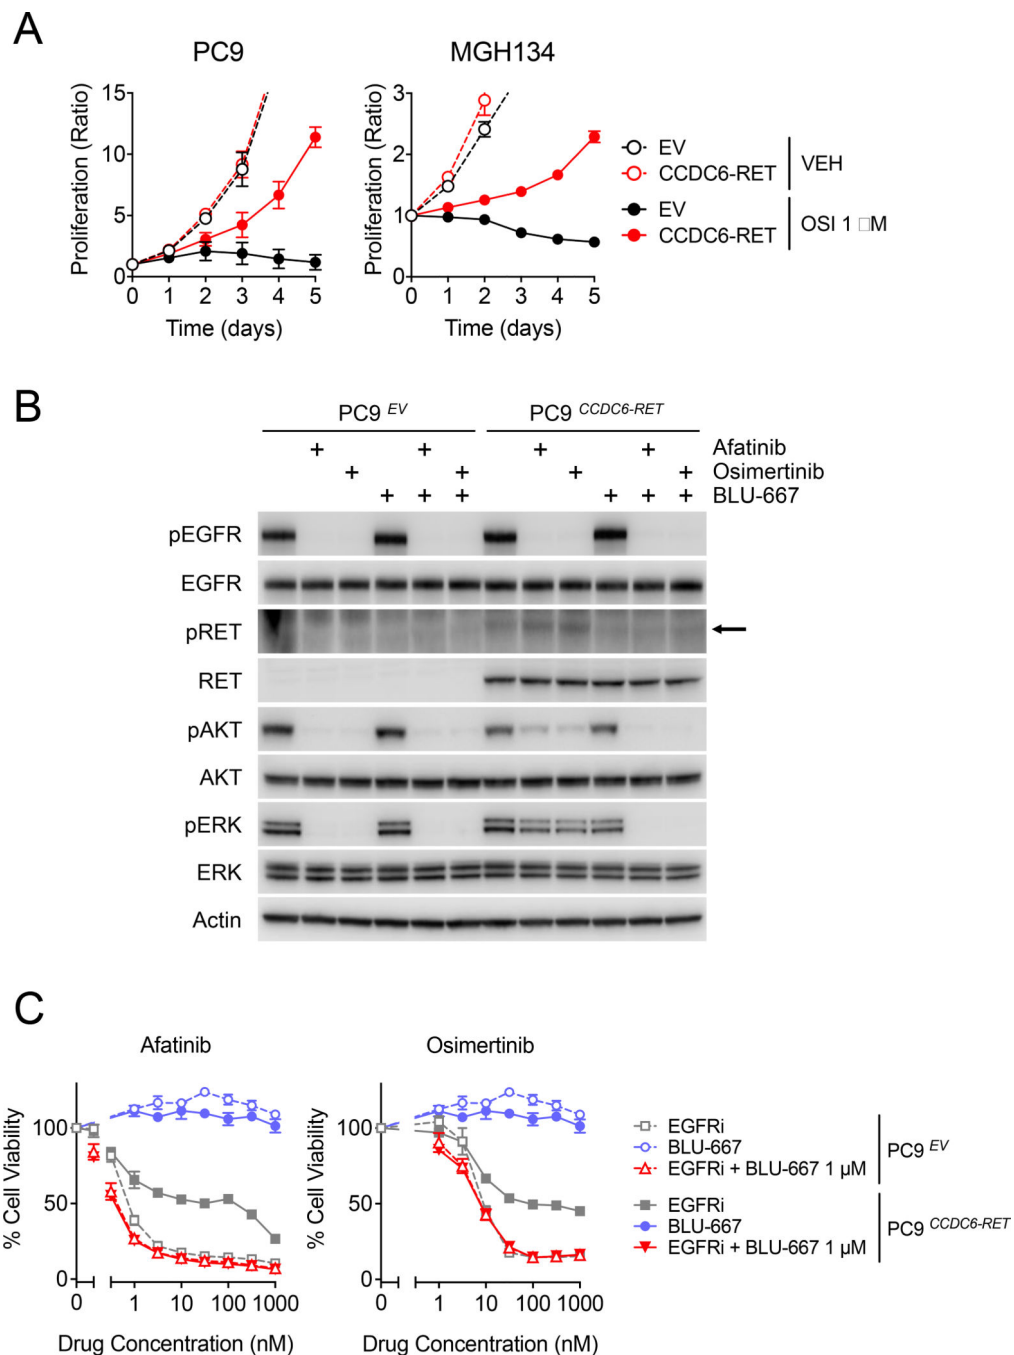 A
PC9
MGH134
Proliferation (Ratio)
15
10
5
0
0 1 2 3 4 5
Time (days)
Proliferation (Ratio)
3
2
1
0
0 1 2 3 4 5
Time (days)
EV
CCDC6-RET
VEH
EV
CCDC6-RET
OSI 1 □M
B
PC9 EV
PC9 CCDC6-RET
+ + + + Afatinib
+ + + + Osimertinib
+ + + + + + BLU-667
pEGFR
EGFR
pRET
RET
pAKT
AKT
pERK
ERK
Actin
C
Afatinib
Osimertinib
% Cell Viability
100
50
0
0 1 10 100 1000
Drug Concentration (nM)
% Cell Viability
100
50
0
0 1 10 100 1000
Drug Concentration (nM)
EGFRi
BLU-667
EGFRi + BLU-667 1 µM
PC9 EV
EGFRi
BLU-667
EGFRi + BLU-667 1 µM
PC9 CCDC6-RET